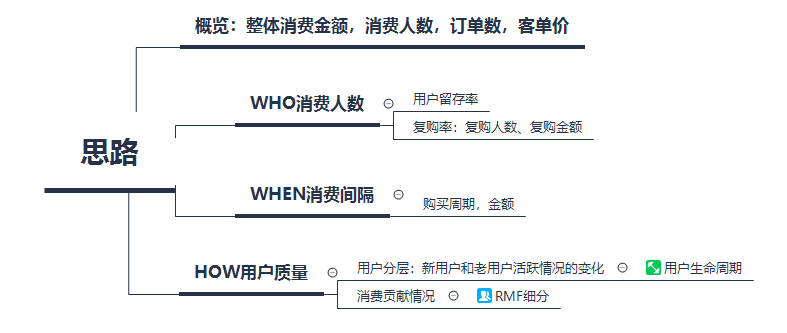 概览：整体消费金额，消费人数，订单数，客单价
思路
WHO消费人数
用户留存率
复购率：复购人数、复购金额
WHEN消费间隔
购买周期，金额
HOW用户质量
用户分层：新用户和老用户活跃情况的变化
用户生命周期
消费贡献情况
RMF细分